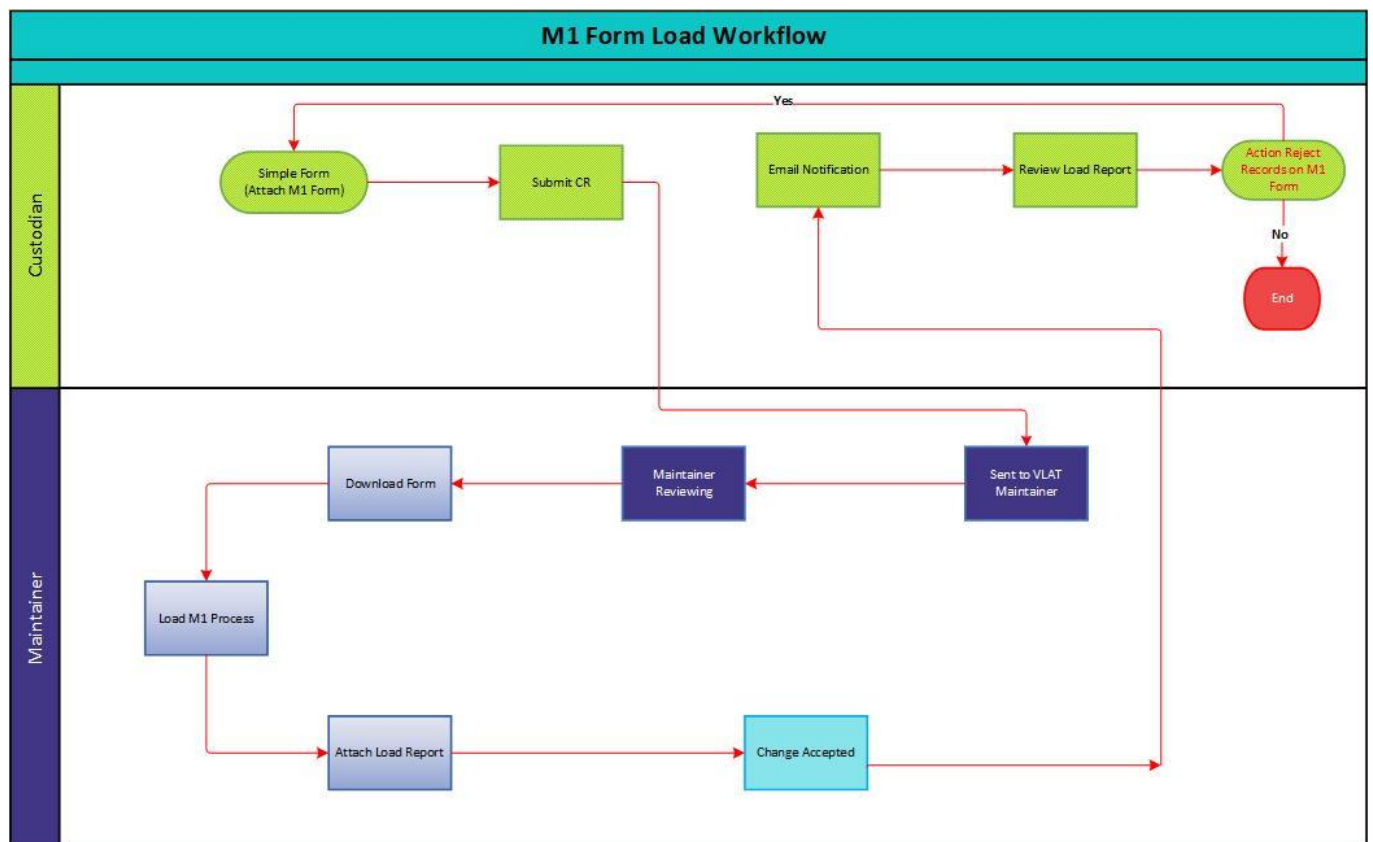 M1 Form Load Workflow
Custodian
Yes
Simple Form
(Attach M1 Form)
Submit CR
Email Notification
Review Load Report
Action Reject
Records on M1
Form
No
End
Maintainer
Download Form
Maintainer
Reviewing
Sent to VLAT
Maintainer
Load M1 Process
Attach Load Report
Change Accepted